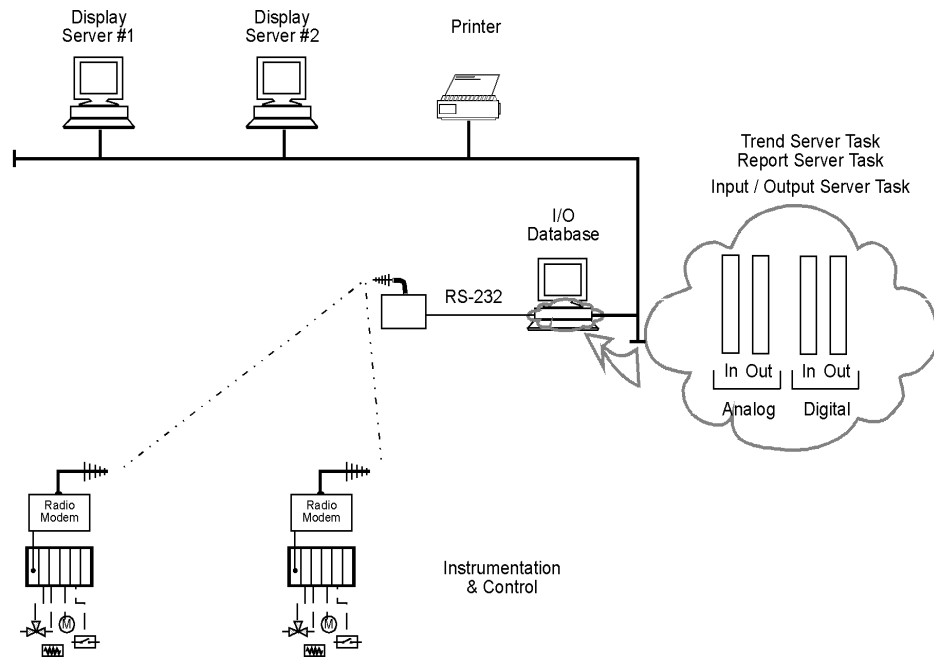 Display
Server #1
Display
Server #2
Printer
Trend Server Task
Report Server Task
Input / Output Server Task
I/O
Database
RS-232
In Out
In Out
Analog
Digital
Radio
Modem
Radio
Modem
Instrumentation
& Control
M
M